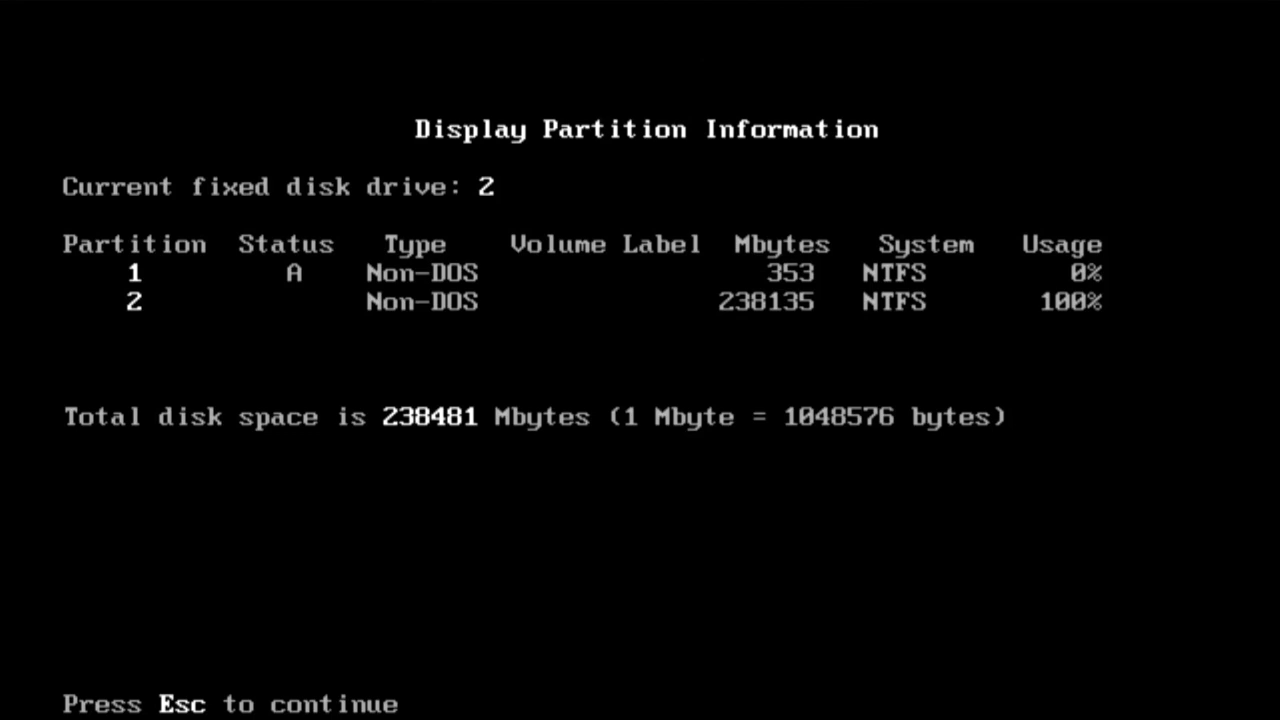 Display Partition Information
Current fixed disk drive: 2
Partition Status Type Volume Label Mbytes System Usage
1 A Non-DOS 353 NTFS 0%
2 Non-DOS 238135 NTFS 100%
Total disk space is 238481 Mbytes (1 Mbyte = 1048576 bytes)
Press Esc to continue